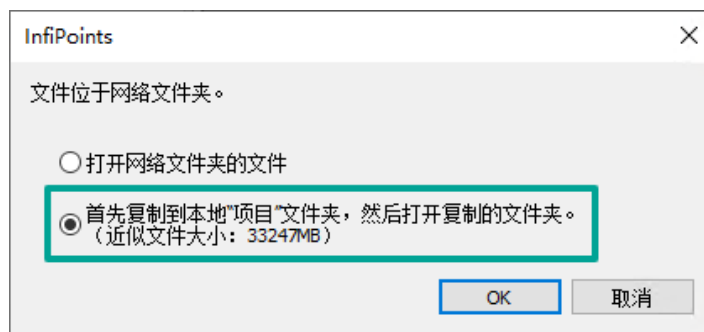 InfiPoints
文件位于网络文件夹。
打开网络文件夹的文件
首先复制到本地"项目"文件夹，然后打开复制的文件夹。
（近似文件大小：33247MB）
OK
取消